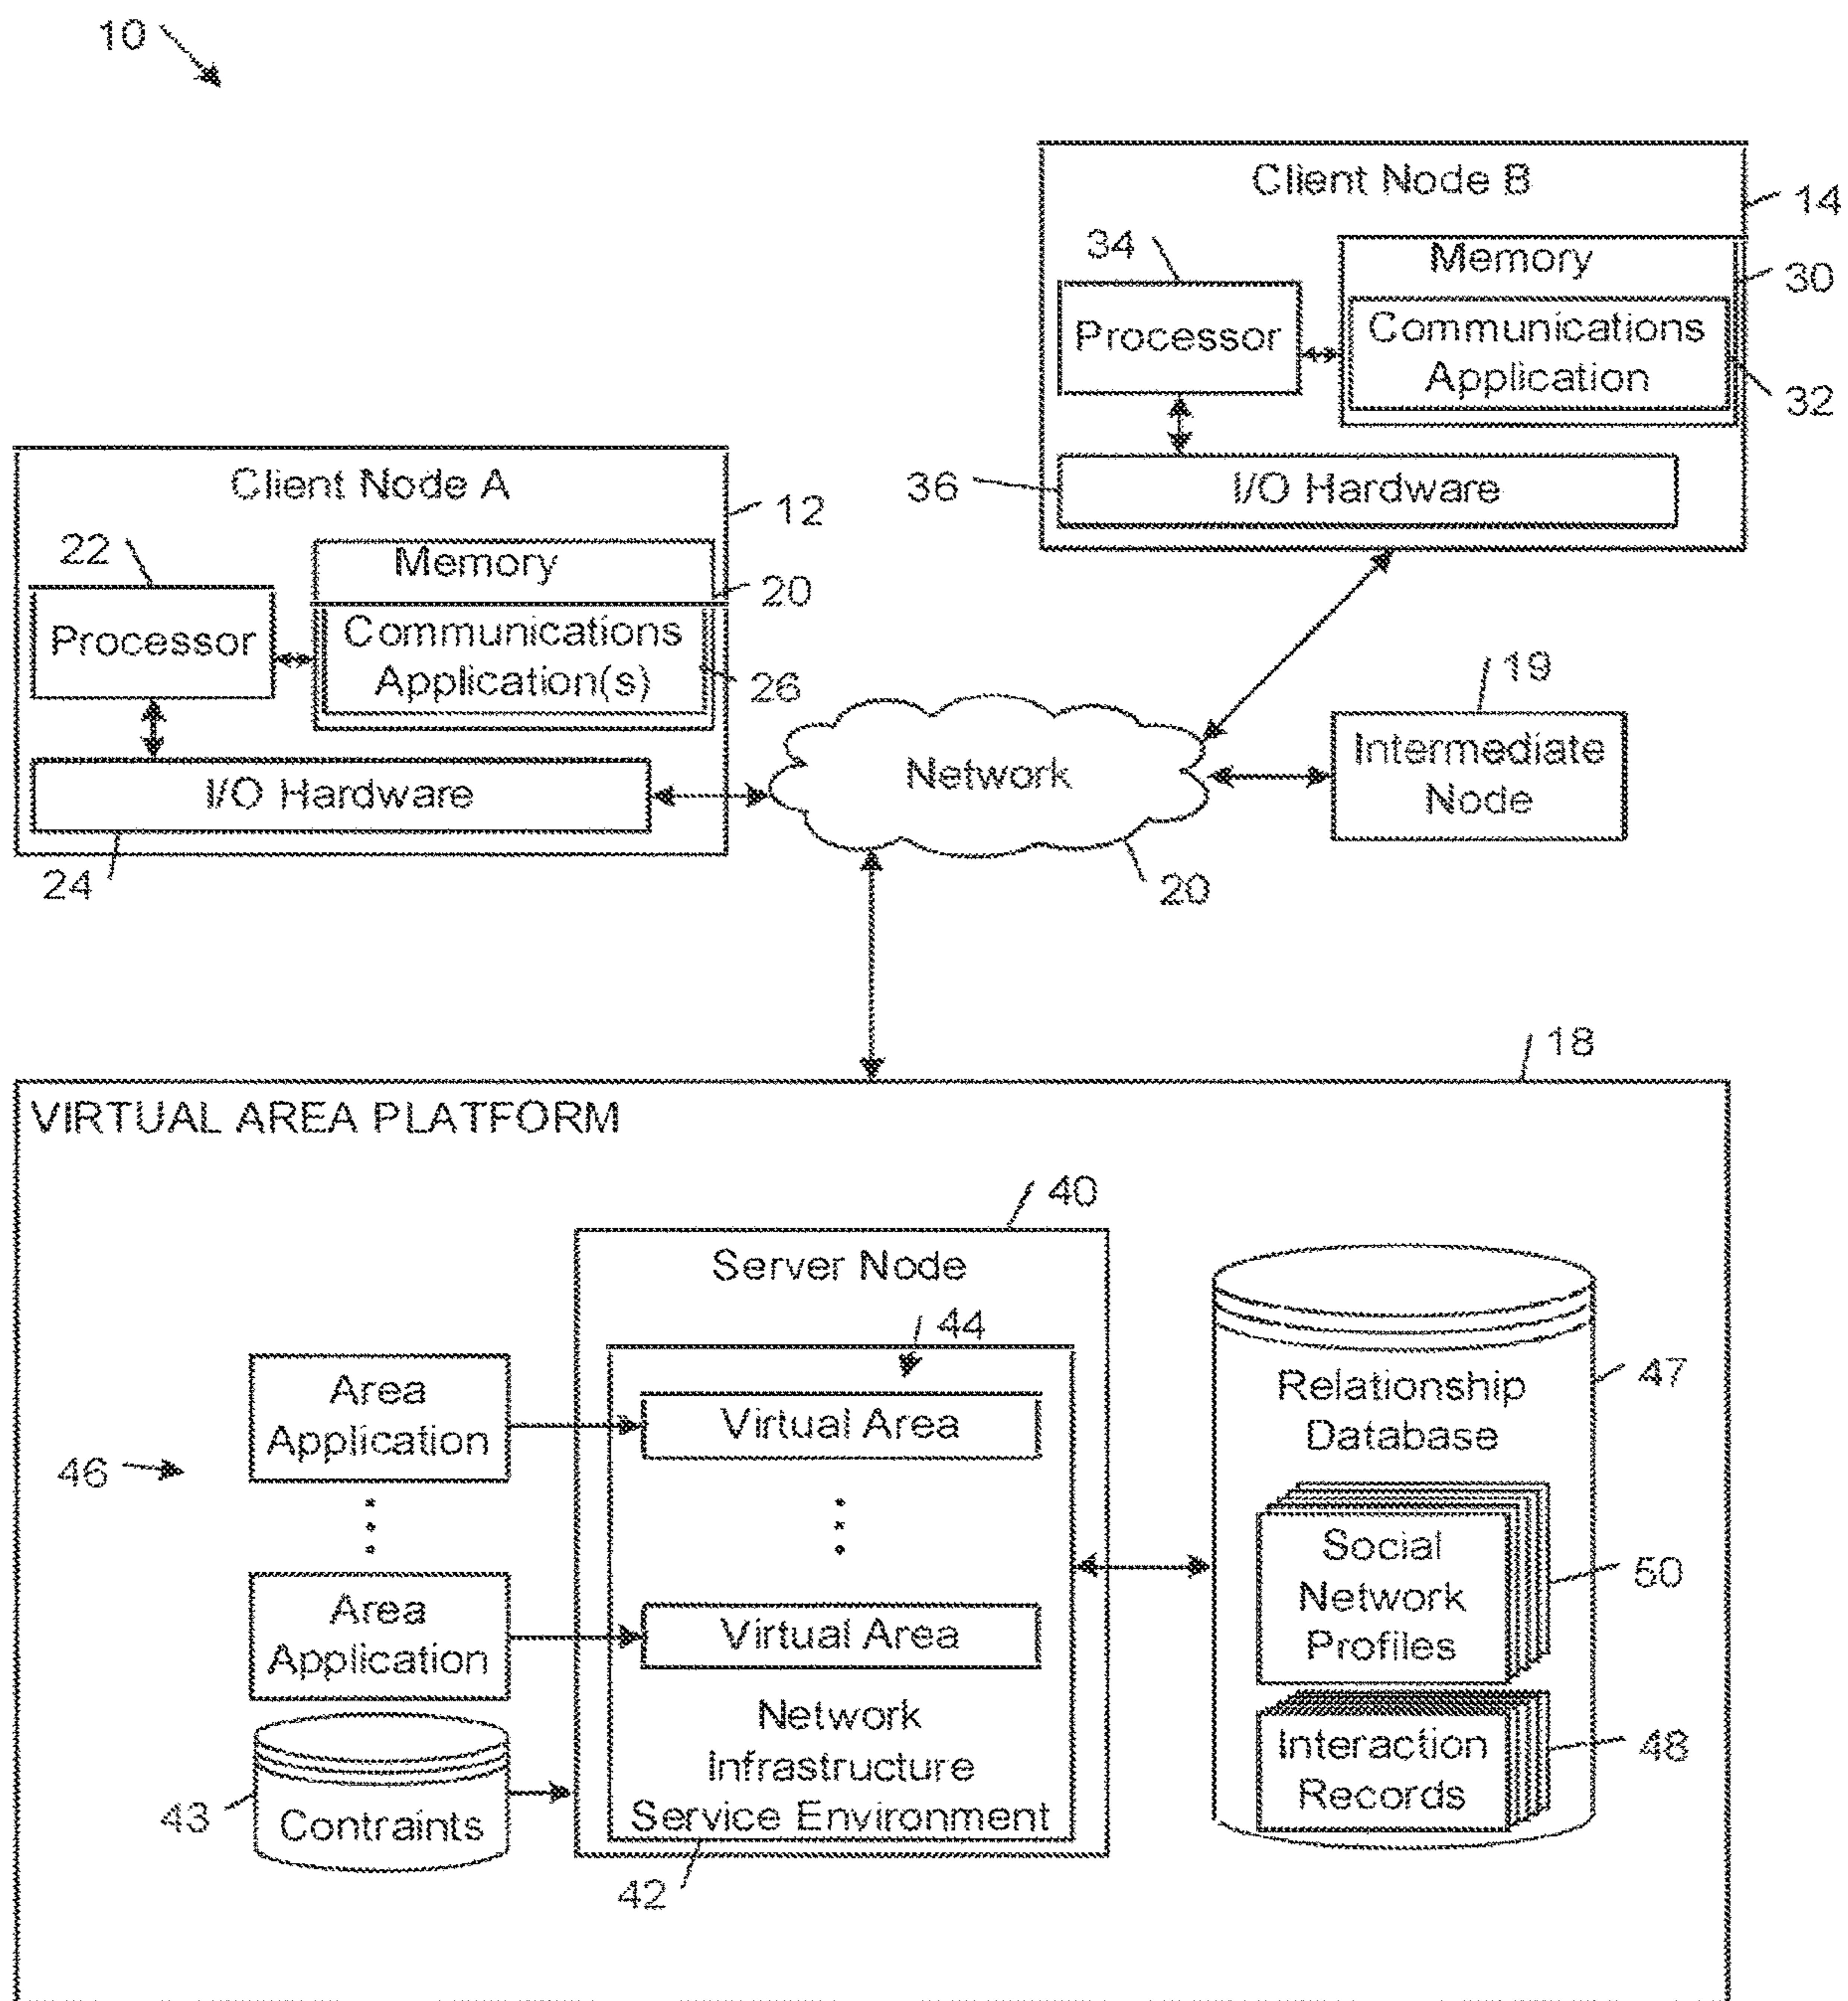 10
Client Node B
14
34
Memory
30
Processor
Communications
Application
32
36
I/O Hardware
Client Node A
12
22
Memory
20
Processor
Communications
Application(s)
26
I/O Hardware
24
Network
20
19
Intermediate
Node
18
VIRTUAL AREA PLATFORM
40
Server Node
44
46
Area
Application
Virtual Area
Area
Application
Virtual Area
Network
Infrastructure
Service Environment
42
43
Contraints
47
Relationship
Database
Social
Network
Profiles
50
Interaction
Records
48